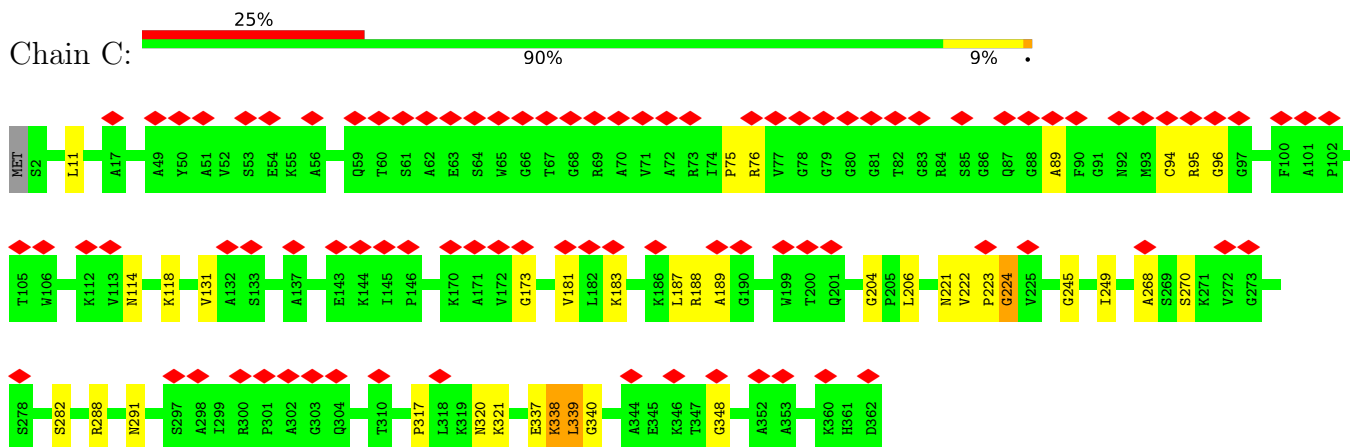 25%
Chain C:
90% 9% •
MET S2 L11 A17 A49 Y50 A51 V52 S53 E54 K55 A56 Q59 T60 S61 A62 E63 S64 W65 G66 T67 G68 R69 A70 V71 A72 R73 I74 P75 R76 V77 G78 G79 G80 G81 T82 G83 R84 S85 G86 Q87 G88 A89 F90 G91 N92 M93 C94 R95 G96 G97 F100 A101 P102
T105 W106 K112 V113 N114 K118 V131 A132 S133 A137 E143 K144 I145 P146 K170 A171 V172 G173 V181 L182 K183 K186 L187 R188 A189 G190 W199 T200 Q201 G204 P205 L206 N221 V222 P223 G224 V225 G245 I249 A268 S269 S270 K271 V272 G273
S278 S282 R288 N291 S297 A298 I299 R300 P301 A302 G303 Q304 T310 P317 L318 K319 N320 K321 E337 K338 L339 G340 A344 E345 K346 T347 G348 A352 A353 K360 H361 D362